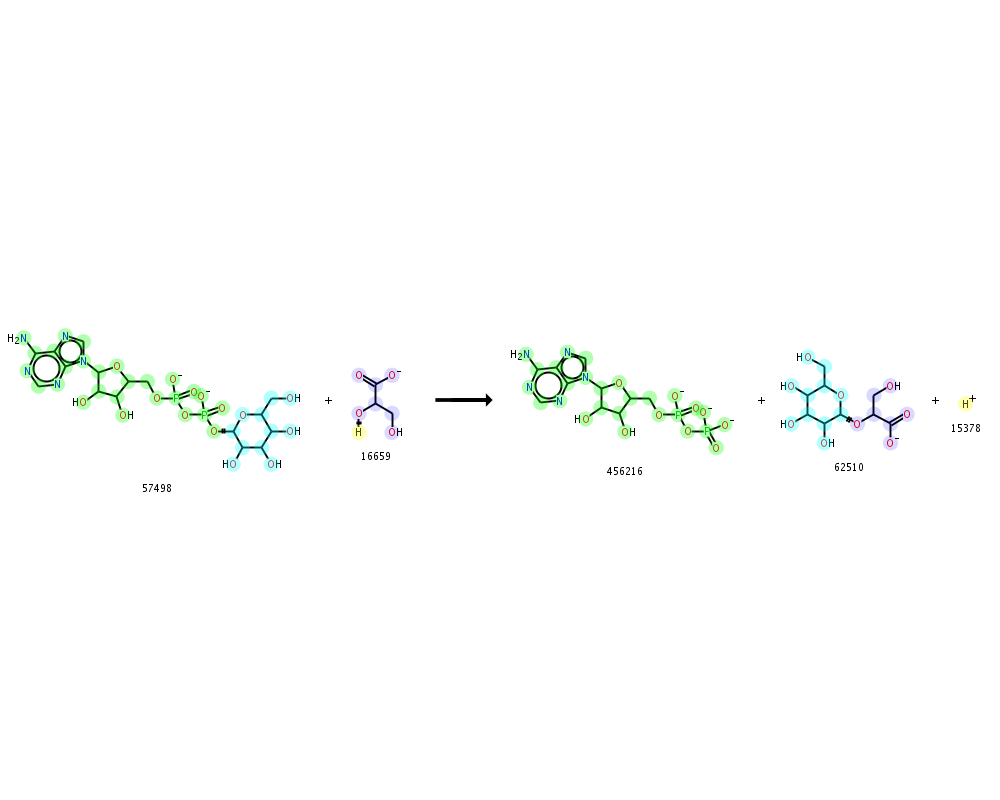 H2N N N N N O HO OH O P O⁻ O O O⁻ P O O O OH OH OH HO
57498
+
O O⁻ O H OH
16659
H2N N N N N O HO OH O P O⁻ O O O⁻ P O⁻ O
456216
+
HO HO HO OH O O OH O O⁻
62510
+
H⁺
15378